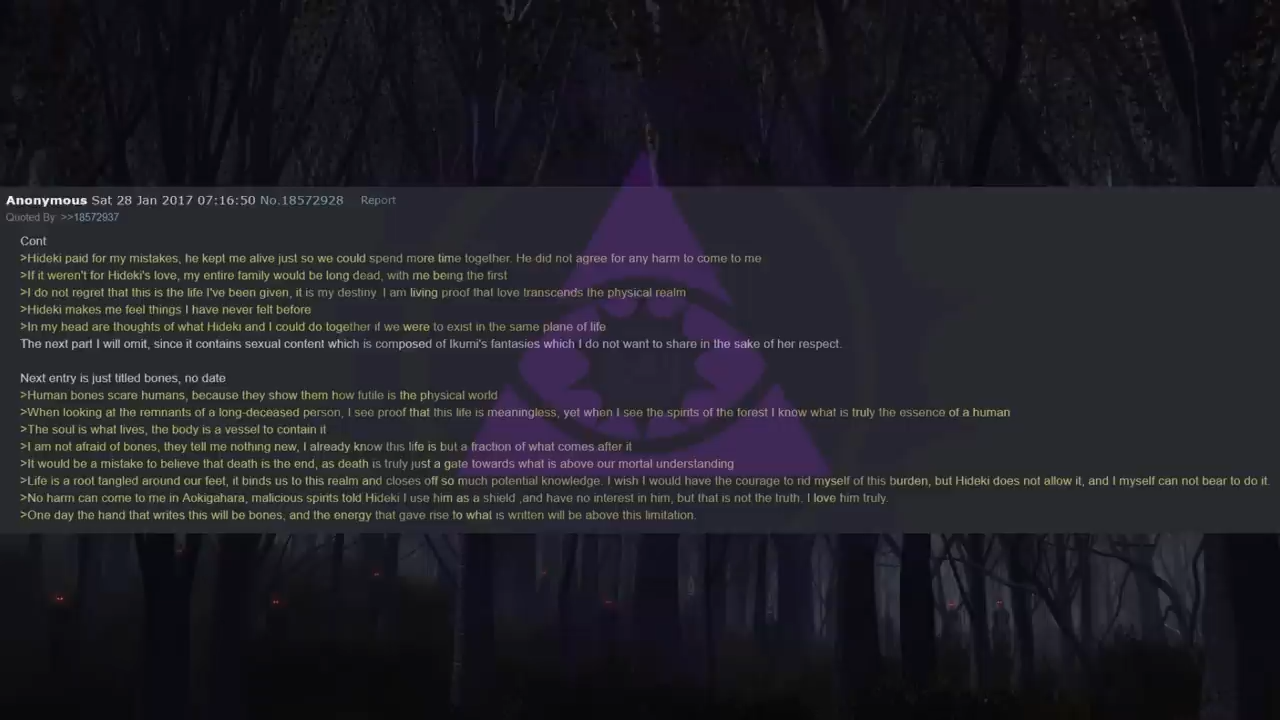 Anonymous Sat 28 Jan 2017 07:16:50 No.18572928 Report
Quoted By: >>18572937
Cont
>Hideki paid for my mistakes, he kept me alive just so we could spend more time together. He did not agree for any harm to come to me
>If it weren't for Hideki's love, my entire family would be long dead, with me being the first
>I do not regret that this is the life I've been given, it is my destiny. I am living proof that love transcends the physical realm
>Hideki makes me feel things I have never felt before
>In my head are thoughts of what Hideki and I could do together if we were to exist in the same plane of life
The next part I will omit, since it contains sexual content which is composed of Ikumi's fantasies which I do not want to share in the sake of her respect.
Next entry is just titled bones, no date
>Human bones scare humans, because they show them how futile is the physical world
>When looking at the remnants of a long-deceased person, I see proof that this life is meaningless, yet when I see the spirits of the forest I know what is truly the essence of a human
>The soul is what lives, the body is a vessel to contain it
>I am not afraid of bones, they tell me nothing new, I already know this life is but a fraction of what comes after it
>It would be a mistake to believe that death is the end, as death is truly just a gate towards what is above our mortal understanding
>Life is a root tangled around our feet, it binds us to this realm and closes off so much potential knowledge. I wish I would have the courage to rid myself of this burden, but Hideki does not allow it, and I myself can not bear to do it.
>No harm can come to me in Aokigahara, malicious spirits told Hideki I use him as a shield ,and have no interest in him, but that is not the truth. I love him truly.
>One day the hand that writes this will be bones, and the energy that gave rise to what is written will be above this limitation.